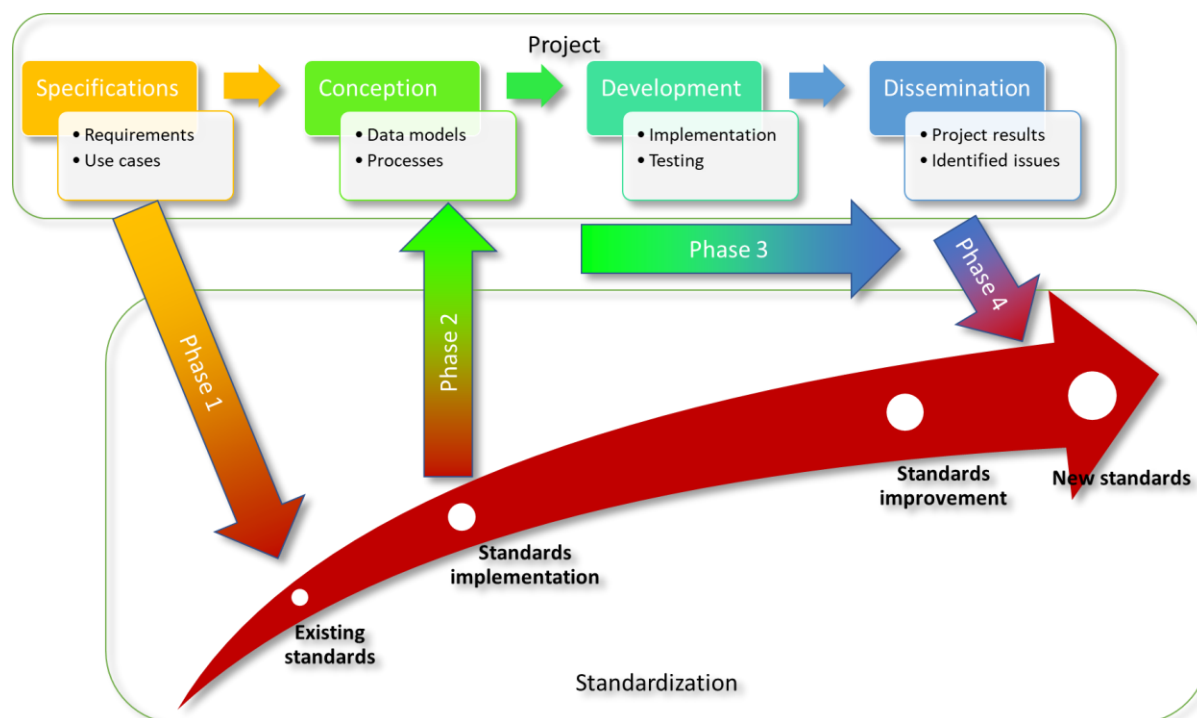 Project
Specifications
• Requirements
• Use cases
Conception
• Data models
• Processes
Development
• Implementation
• Testing
Dissemination
• Project results
• Identified issues
Phase 1
Phase 2
Phase 3
Phase 4
Existing
standards
Standards
implementation
Standards
improvement
New standards
Standardization